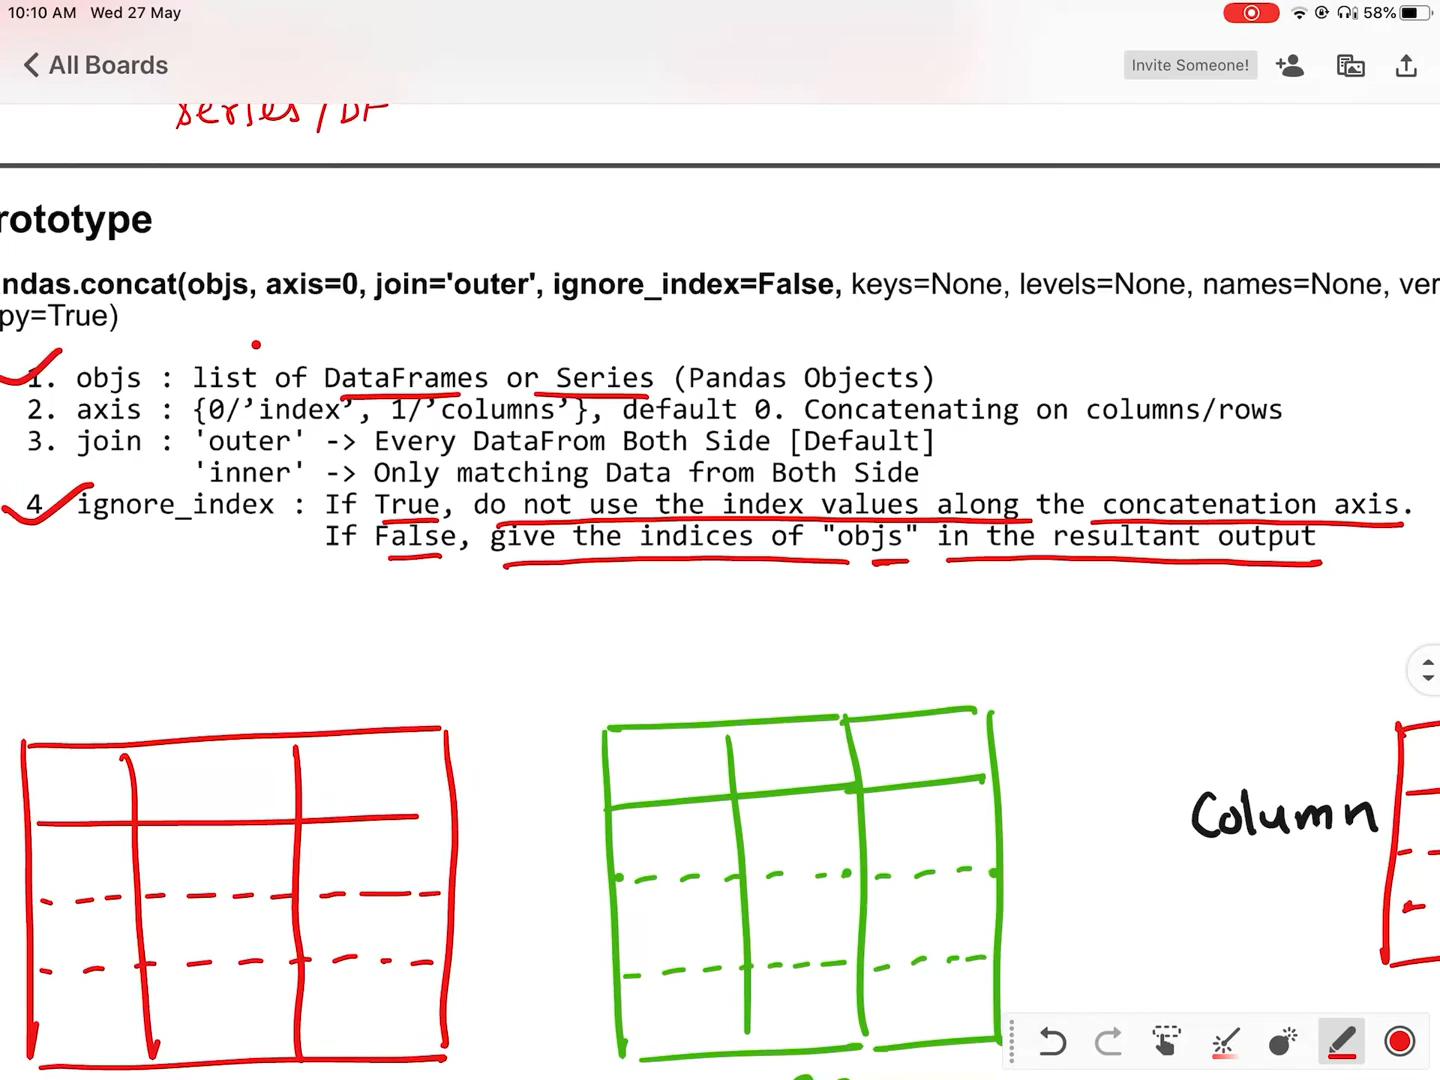 10:10 AM Wed 27 May
58%
All Boards
Invite Someone!
series/DF
rototype
ndas.concat(objs, axis=0, join='outer', ignore_index=False, keys=None, levels=None, names=None, ver
py=True)
1. objs : list of DataFrames or Series (Pandas Objects)
2. axis : {0/’index’, 1/’columns’}, default 0. Concatenating on columns/rows
3. join : 'outer' -> Every DataFrom Both Side [Default]
'inner' -> Only matching Data from Both Side
4 ignore_index : If True, do not use the index values along the concatenation axis.
If False, give the indices of "objs" in the resultant output
Column